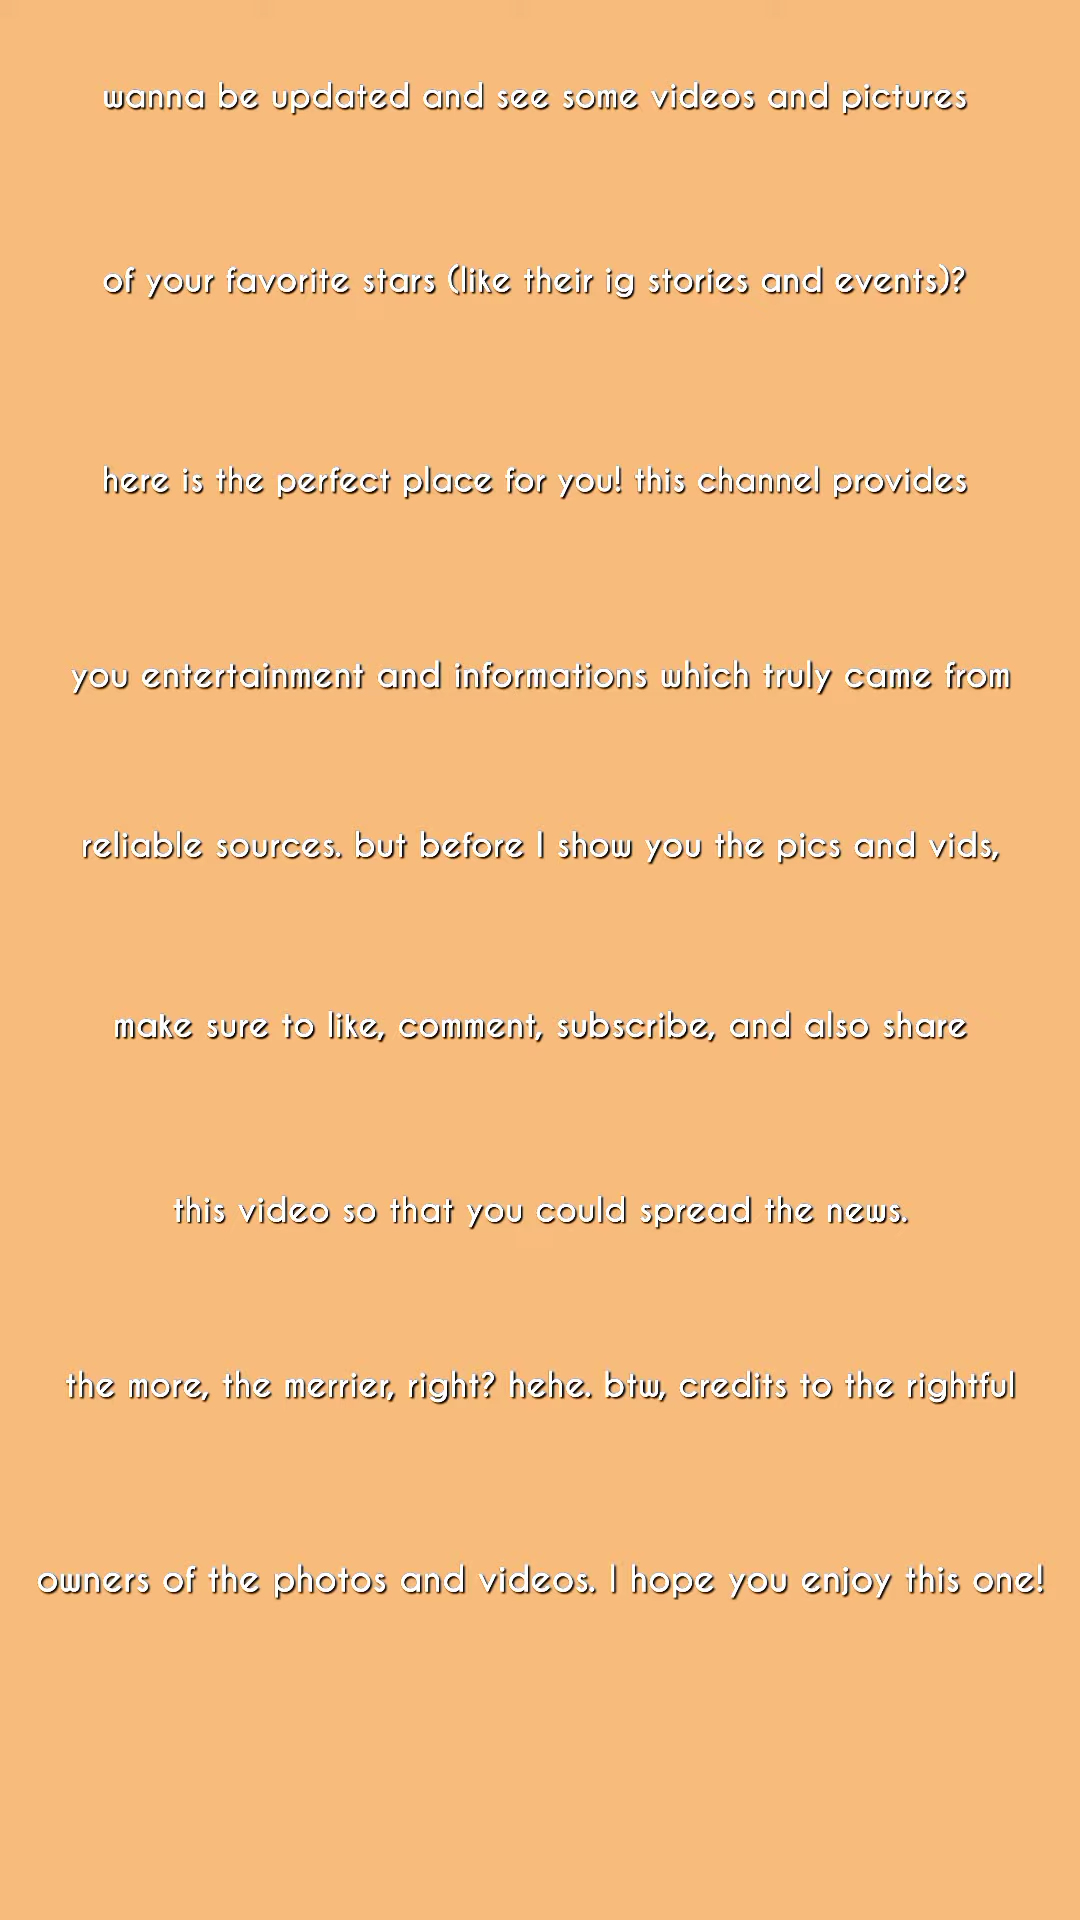 wanna be updated and see some videos and pictures
of your favorite stars (like their ig stories and events)?
here is the perfect place for you! this channel provides
you entertainment and informations which truly came from
reliable sources. but before I show you the pics and vids,
make sure to like, comment, subscribe, and also share
this video so that you could spread the news.
the more, the merrier, right? hehe. btw, credits to the rightful
owners of the photos and videos. I hope you enjoy this one!